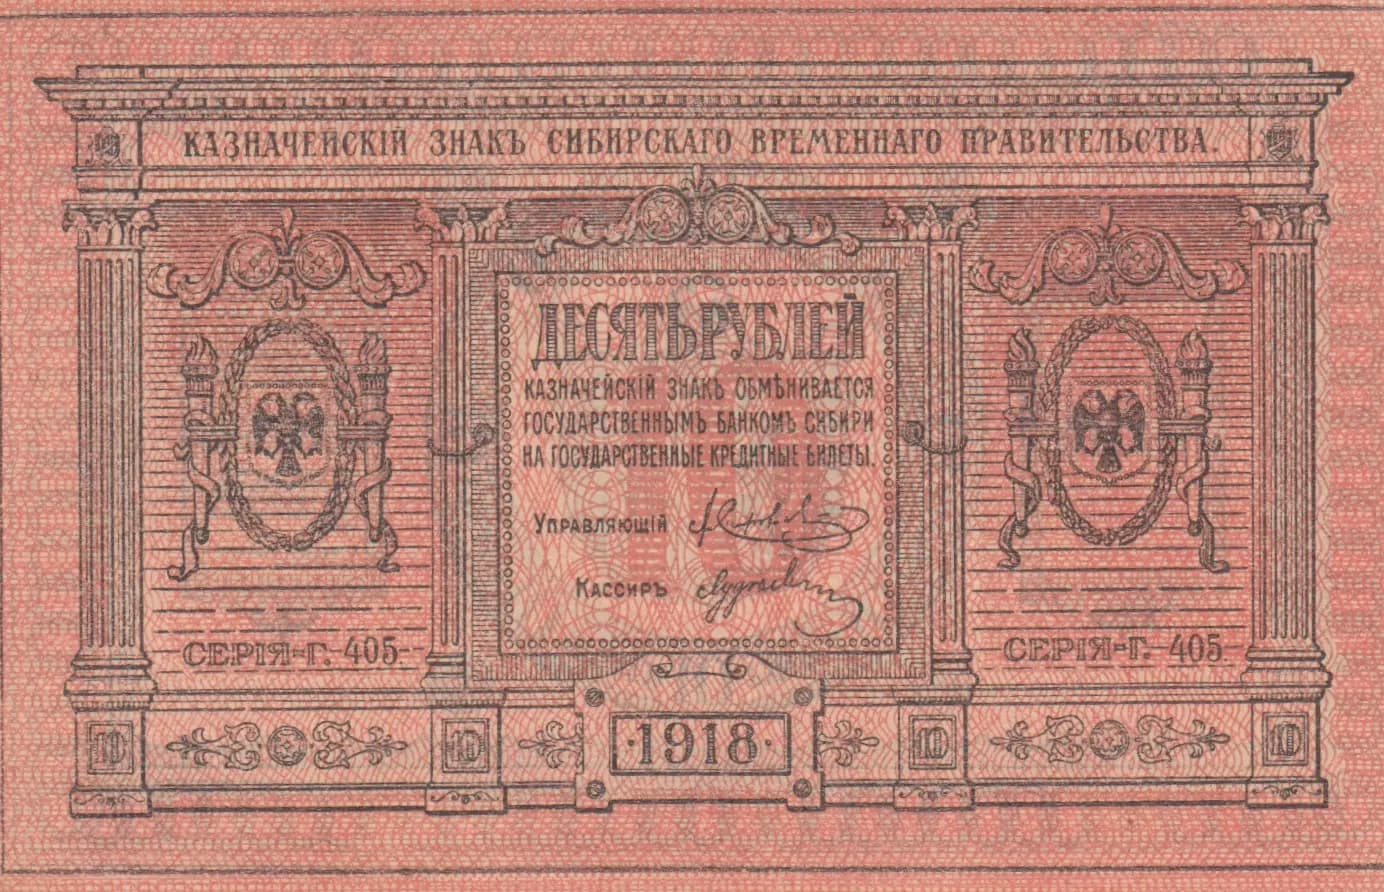 КАЗНАЧЕЙСКІЙ ЗНАКЪ СИБИРСКАГО ВРЕМЕННАГО ПРАВИТЕЛЬСТВА.
ДЕСЯТЬ РУБЛЕЙ
КАЗНАЧЕЙСКІЙ ЗНАКЪ ОБМѢНИВАЕТСЯ
ГОСУДАРСТВЕННЫМЪ БАНКОМЪ СИБИРИ
НА ГОСУДАРСТВЕННЫЕ КРЕДИТНЫЕ БИЛЕТЫ.
10
УПРАВЛЯЮЩІЙ
КАССИРЪ
СЕРІЯ-Г. 405.
СЕРІЯ-Г.-405-
10
10
·1918·
10
10